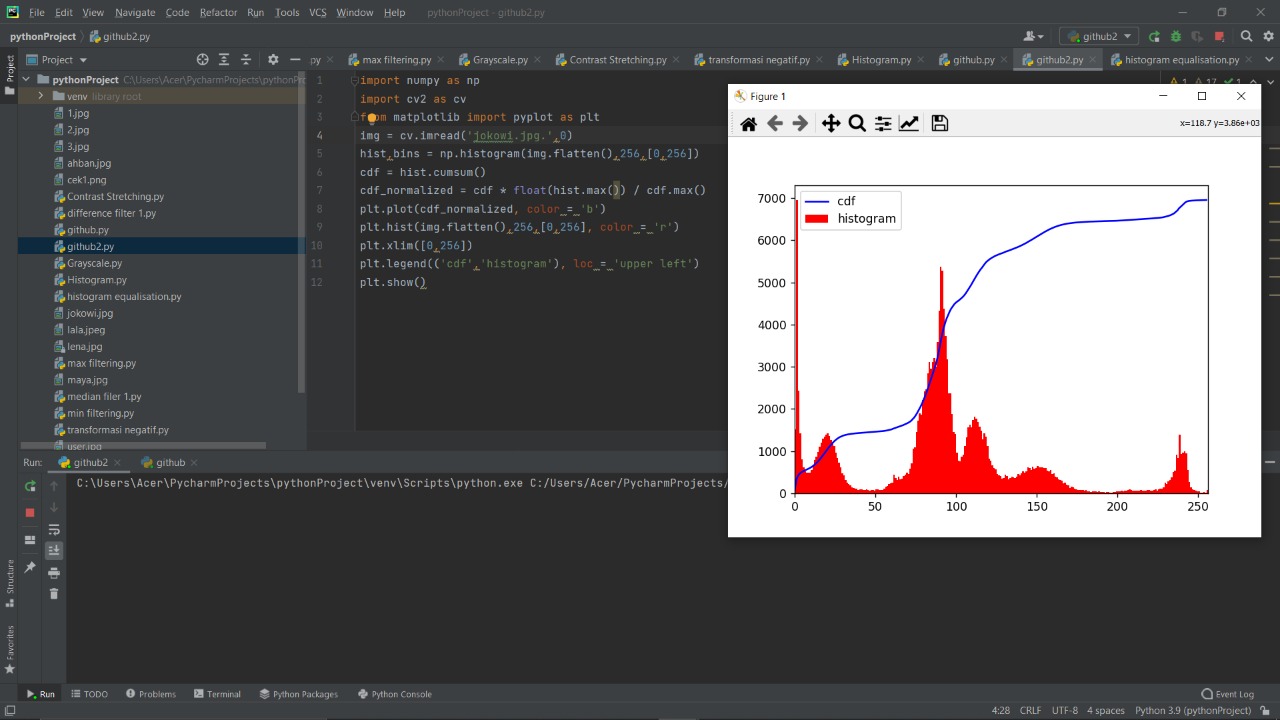 File Edit View Navigate Code Refactor Run Tools VCS Window Help pythonProject - github2.py
pythonProject github2.py github2
Project py max filtering.py Grayscale.py Contrast Stretching.py transformasi negatif.py Histogram.py github.py github2.py histogram equalisation.py
Project
pythonProject C:\Users\Acer\PycharmProjects\pythonPr
venv library root
1.jpg
2.jpg
3.jpg
ahban.jpg
cek1.png
Contrast Stretching.py
difference filter 1.py
github.py
github2.py
Grayscale.py
Histogram.py
histogram equalisation.py
jokowi.jpg
lala.jpeg
lena.jpg
max filtering.py
maya.jpg
median filer 1.py
min filtering.py
transformasi negatif.py
user.jpg
1 import numpy as np
2 import cv2 as cv
3 from matplotlib import pyplot as plt
4 img = cv.imread('jokowi.jpg.',0)
5 hist,bins = np.histogram(img.flatten(),256,[0,256])
6 cdf = hist.cumsum()
7 cdf_normalized = cdf * float(hist.max()) / cdf.max()
8 plt.plot(cdf_normalized, color = 'b')
9 plt.hist(img.flatten(),256,[0,256], color = 'r')
10 plt.xlim([0,256])
11 plt.legend(('cdf','histogram'), loc = 'upper left')
12 plt.show()
1 17 1
Figure 1
x=118.7 y=3.86e+03
cdf
histogram
7000
6000
5000
4000
3000
2000
1000
0
0 50 100 150 200 250
Run: github2 github
C:\Users\Acer\PycharmProjects\pythonProject\venv\Scripts\python.exe C:/Users/Acer/PycharmProjects/
Structure
Favorites
Run TODO Problems Terminal Python Packages Python Console Event Log
4:28 CRLF UTF-8 4 spaces Python 3.9 (pythonProject)